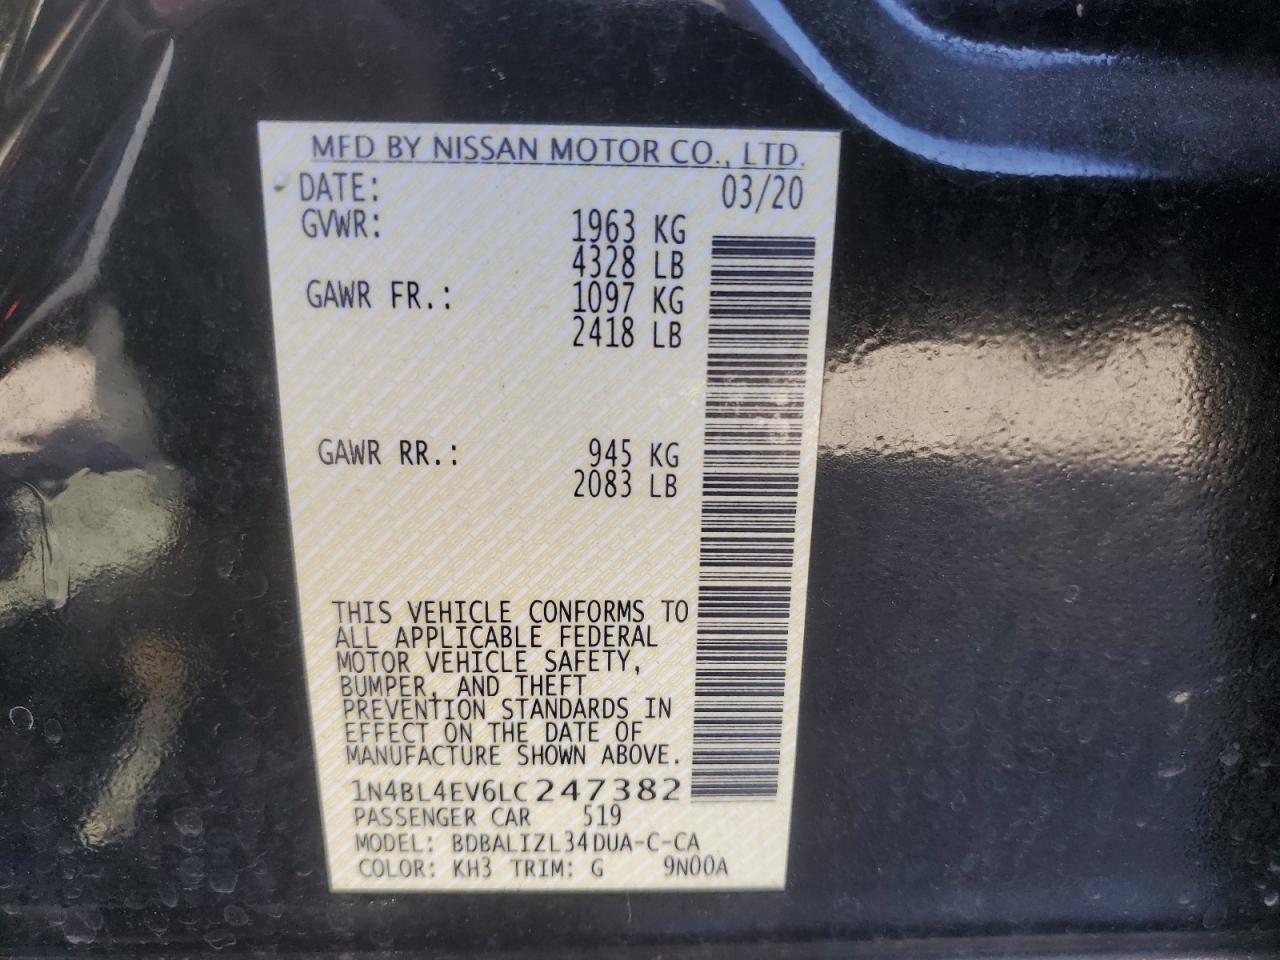 MFD BY NISSAN MOTOR CO., LTD.
DATE: 03/20
GVWR: 1963 KG
4328 LB
GAWR FR.: 1097 KG
2418 LB
GAWR RR.: 945 KG
2083 LB
THIS VEHICLE CONFORMS TO
ALL APPLICABLE FEDERAL
MOTOR VEHICLE SAFETY,
BUMPER, AND THEFT
PREVENTION STANDARDS IN
EFFECT ON THE DATE OF
MANUFACTURE SHOWN ABOVE.
1N4BL4EV6LC247382
PASSENGER CAR 519
MODEL: BDBALIZL34DUA-C-CA
COLOR: KH3 TRIM: G 9N00A